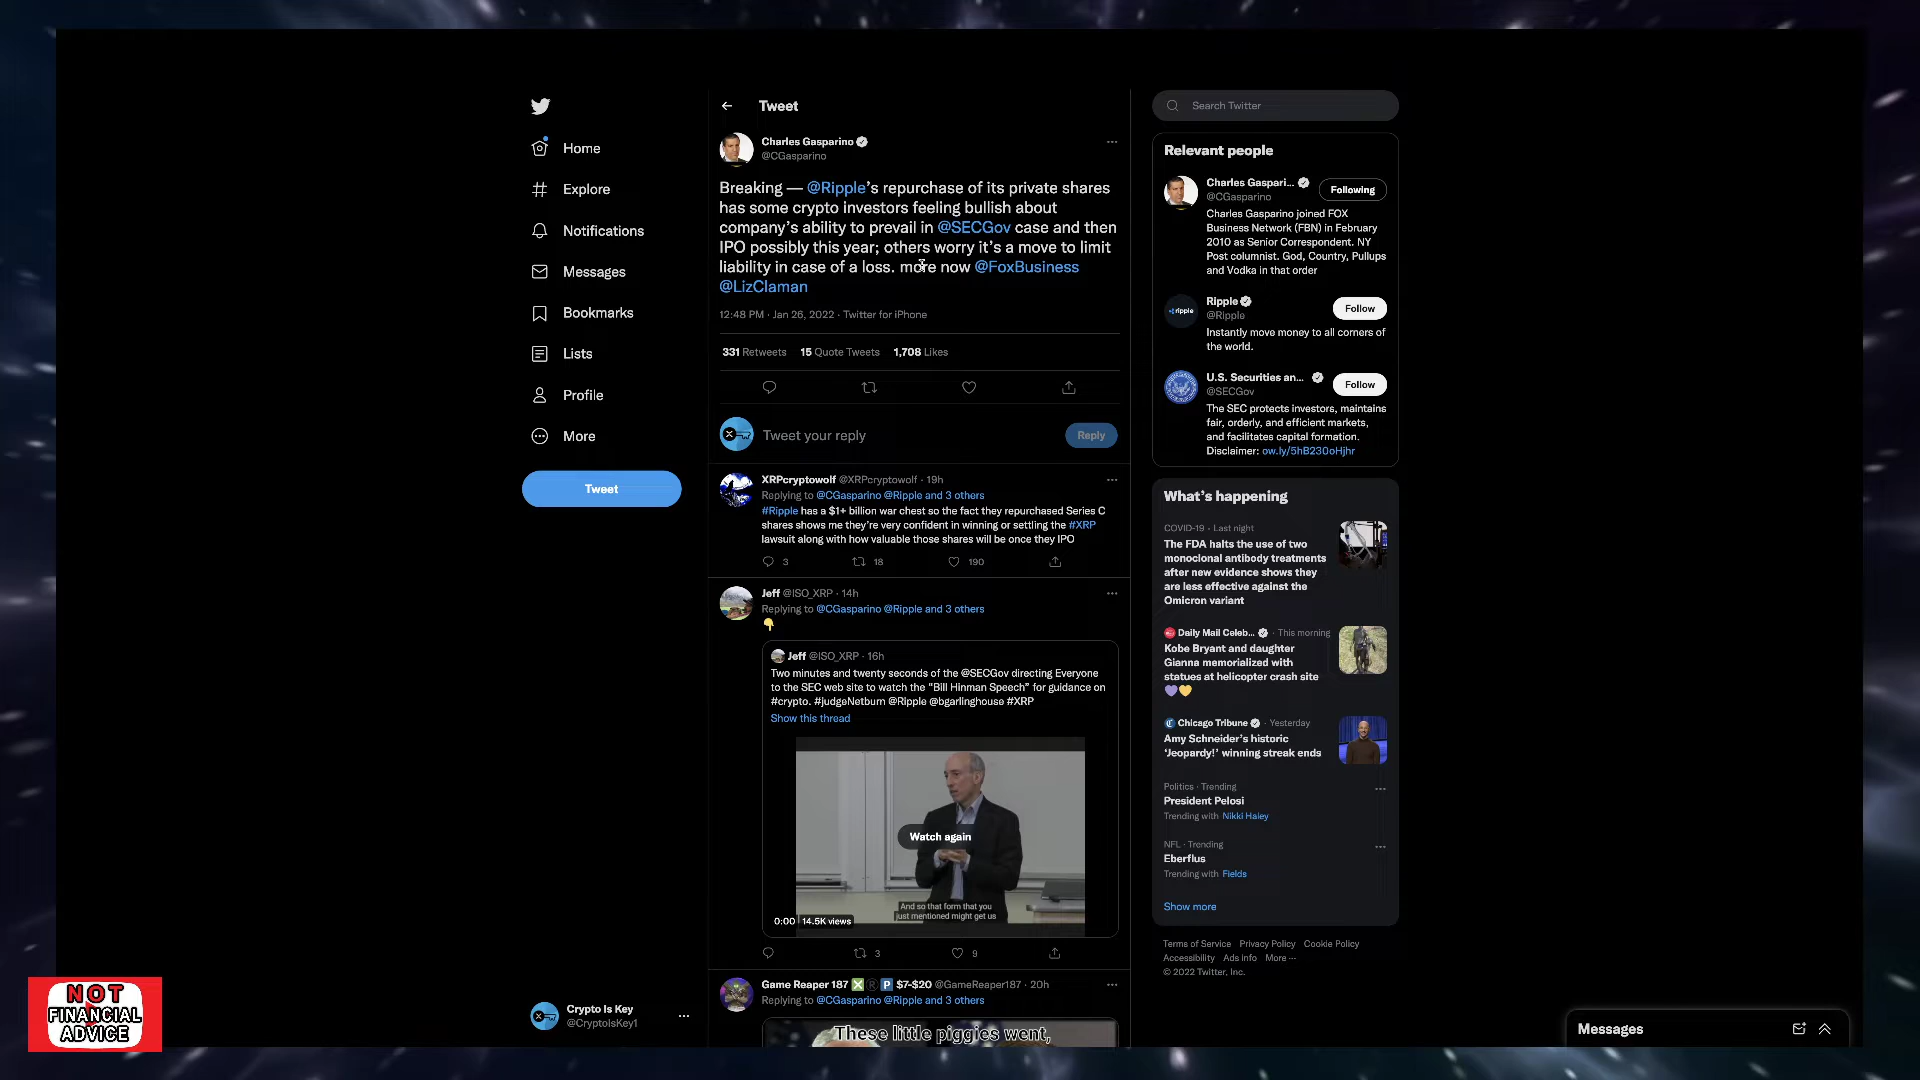 Home
Explore
Notifications
Messages
Bookmarks
Lists
Profile
More
Tweet
Crypto Is Key
@CryptoIsKey1
NOT
FINANCIAL
ADVICE
Tweet
Charles Gasparino
@CGasparino
Breaking — @Ripple's repurchase of its private shares
has some crypto investors feeling bullish about
company's ability to prevail in @SECGov case and then
IPO possibly this year; others worry it's a move to limit
liability in case of a loss. more now @FoxBusiness
@LizClaman
12:48 PM · Jan 26, 2022 · Twitter for iPhone
331 Retweets 15 Quote Tweets 1,708 Likes
Tweet your reply
Reply
XRPcryptowolf @XRPcryptowolf · 19h
Replying to @CGasparino @Ripple and 3 others
#Ripple has a $1+ billion war chest so the fact they repurchased Series C
shares shows me they're very confident in winning or settling the #XRP
lawsuit along with how valuable those shares will be once they IPO
3 18 190
Jeff @ISO_XRP · 14h
Replying to @CGasparino @Ripple and 3 others
Jeff @ISO_XRP · 16h
Two minutes and twenty seconds of the @SECGov directing Everyone
to the SEC web site to watch the "Bill Hinman Speech" for guidance on
#crypto. #judgeNetburn @Ripple @bgarlinghouse #XRP
Show this thread
Watch again
And so that form that you
just mentioned might get us
0:00 14.5K views
3 9
Game Reaper 187 $7-$20 @GameReaper187 · 20h
Replying to @CGasparino @Ripple and 3 others
These little piggies went,
Search Twitter
Relevant people
Charles Gaspari...
@CGasparino
Following
Charles Gasparino joined FOX
Business Network (FBN) in February
2010 as Senior Correspondent. NY
Post columnist. God, Country, Pullups
and Vodka in that order
Ripple
@Ripple
Follow
Instantly move money to all corners of
the world.
U.S. Securities an...
@SECGov
Follow
The SEC protects investors, maintains
fair, orderly, and efficient markets,
and facilitates capital formation.
Disclaimer: ow.ly/5hB230oHjhr
What's happening
COVID-19 · Last night
The FDA halts the use of two
monoclonal antibody treatments
after new evidence shows they
are less effective against the
Omicron variant
Daily Mail Celeb... · This morning
Kobe Bryant and daughter
Gianna memorialized with
statues at helicopter crash site
Chicago Tribune · Yesterday
Amy Schneider's historic
'Jeopardy!' winning streak ends
Politics · Trending
President Pelosi
Trending with Nikki Haley
NFL · Trending
Eberflus
Trending with Fields
Show more
Terms of Service Privacy Policy Cookie Policy
Accessibility Ads info More ···
© 2022 Twitter, Inc.
Messages